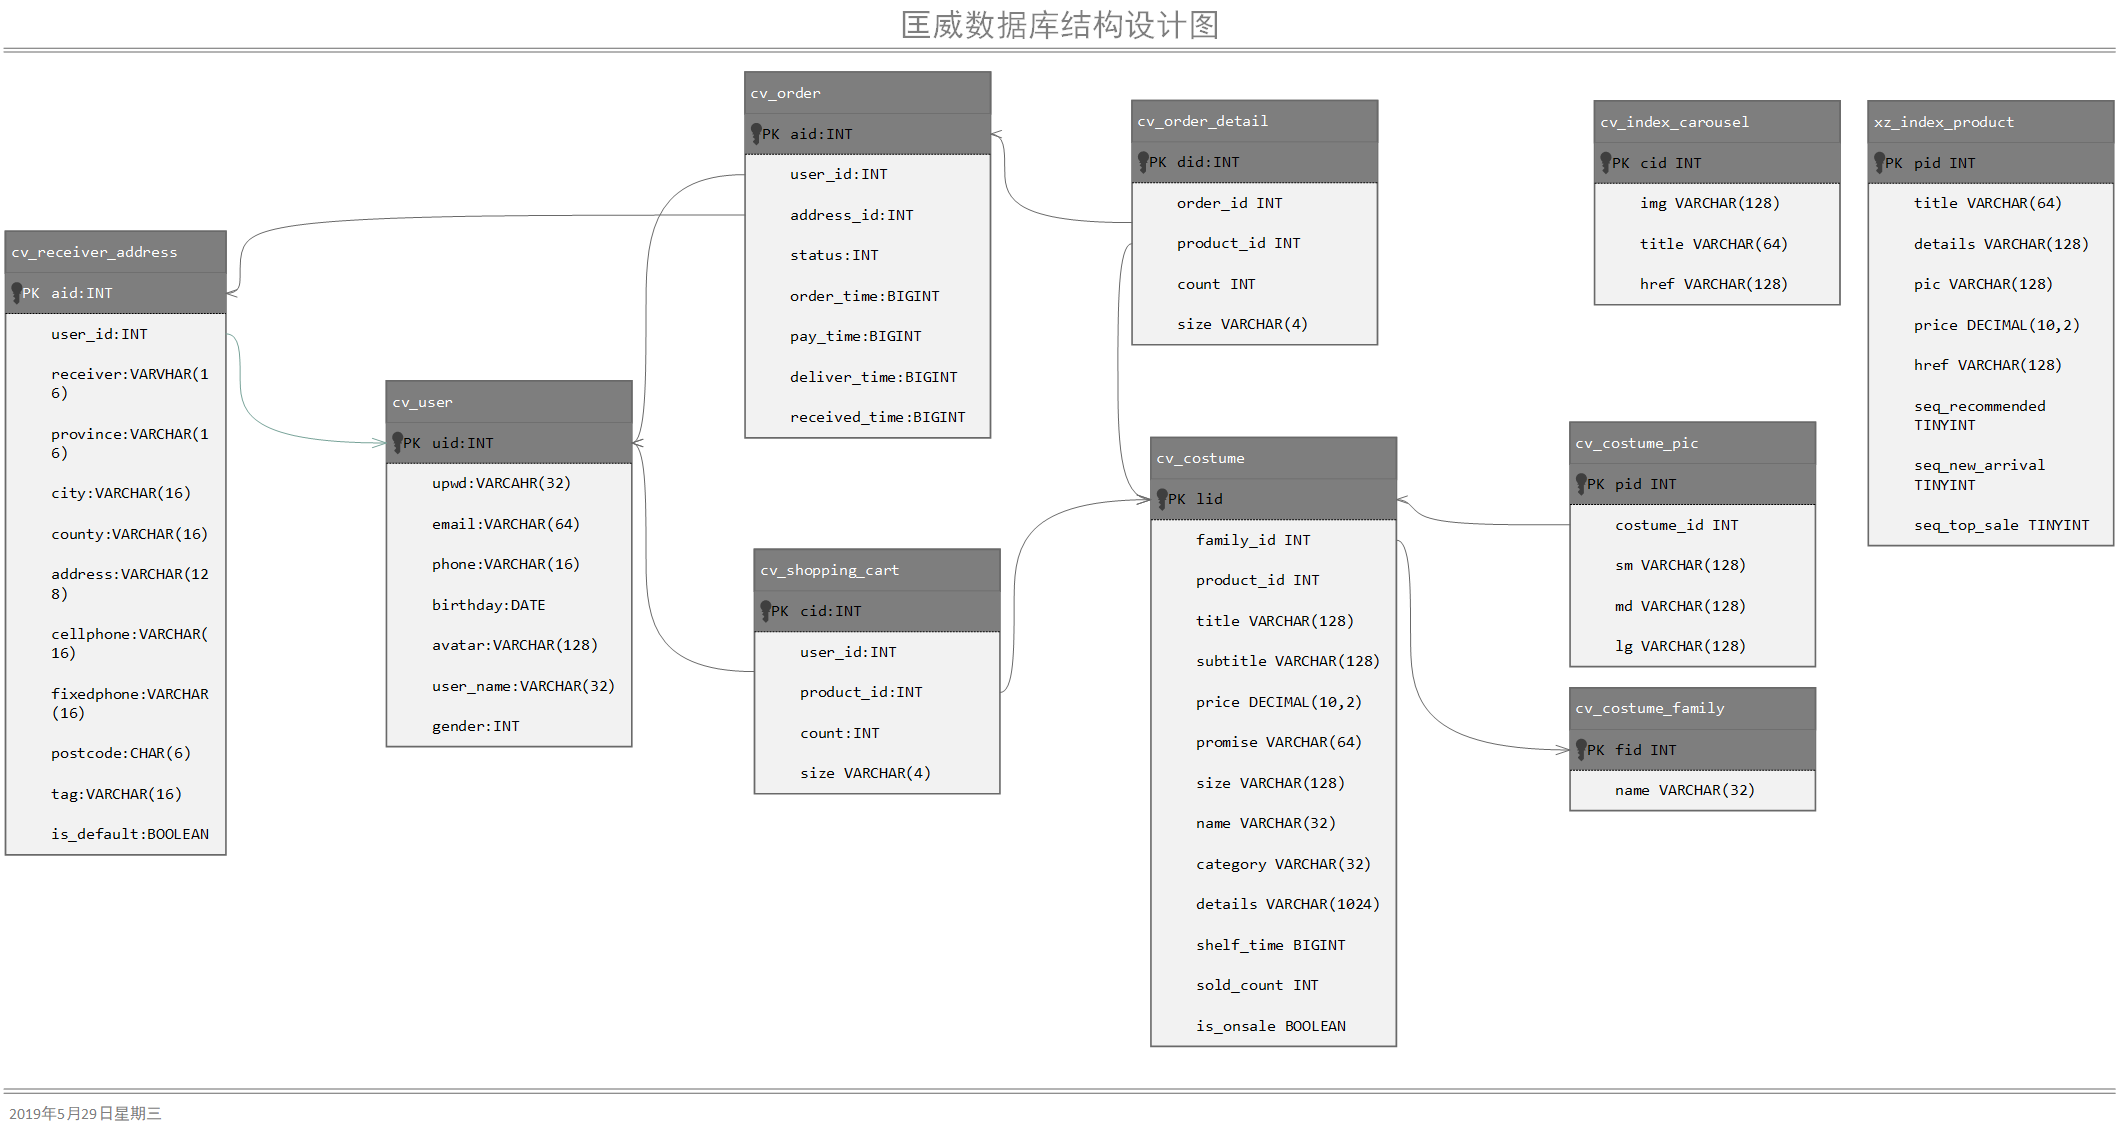 匡威数据库结构设计图
cv_receiver_address
PK aid:INT
user_id:INT
receiver:VARVHAR(1
6)
province:VARCHAR(1
6)
city:VARCHAR(16)
county:VARCHAR(16)
address:VARCHAR(12
8)
cellphone:VARCHAR(
16)
fixedphone:VARCHAR
(16)
postcode:CHAR(6)
tag:VARCHAR(16)
is_default:BOOLEAN
cv_user
PK uid:INT
upwd:VARCAHR(32)
email:VARCHAR(64)
phone:VARCHAR(16)
birthday:DATE
avatar:VARCHAR(128)
user_name:VARCHAR(32)
gender:INT
cv_order
PK aid:INT
user_id:INT
address_id:INT
status:INT
order_time:BIGINT
pay_time:BIGINT
deliver_time:BIGINT
received_time:BIGINT
cv_shopping_cart
PK cid:INT
user_id:INT
product_id:INT
count:INT
size VARCHAR(4)
cv_order_detail
PK did:INT
order_id INT
product_id INT
count INT
size VARCHAR(4)
cv_costume
PK lid
family_id INT
product_id INT
title VARCHAR(128)
subtitle VARCHAR(128)
price DECIMAL(10,2)
promise VARCHAR(64)
size VARCHAR(128)
name VARCHAR(32)
category VARCHAR(32)
details VARCHAR(1024)
shelf_time BIGINT
sold_count INT
is_onsale BOOLEAN
cv_index_carousel
PK cid INT
img VARCHAR(128)
title VARCHAR(64)
href VARCHAR(128)
cv_costume_pic
PK pid INT
costume_id INT
sm VARCHAR(128)
md VARCHAR(128)
lg VARCHAR(128)
cv_costume_family
PK fid INT
name VARCHAR(32)
xz_index_product
PK pid INT
title VARCHAR(64)
details VARCHAR(128)
pic VARCHAR(128)
price DECIMAL(10,2)
href VARCHAR(128)
seq_recommended
TINYINT
seq_new_arrival
TINYINT
seq_top_sale TINYINT
2019年5月29日星期三